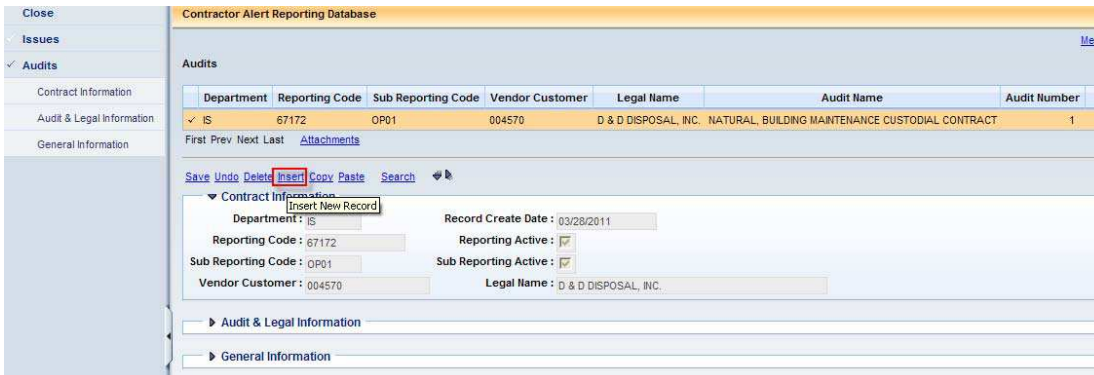 Close
Contractor Alert Reporting Database
Issues
Me
Audits
Audits
Contract Information
Audit & Legal Information
General Information
Department Reporting Code Sub Reporting Code Vendor Customer Legal Name Audit Name Audit Number
IS 67172 OP01 004570 D & D DISPOSAL, INC. NATURAL, BUILDING MAINTENANCE CUSTODIAL CONTRACT 1
First Prev Next Last Attachments
Save Undo Delete Insert Copy Paste Search
Contract Information
Insert New Record
Department : IS Record Create Date : 03/28/2011
Reporting Code : 67172 Reporting Active :
Sub Reporting Code : OP01 Sub Reporting Active :
Vendor Customer : 004570 Legal Name : D & D DISPOSAL, INC.
Audit & Legal Information
General Information